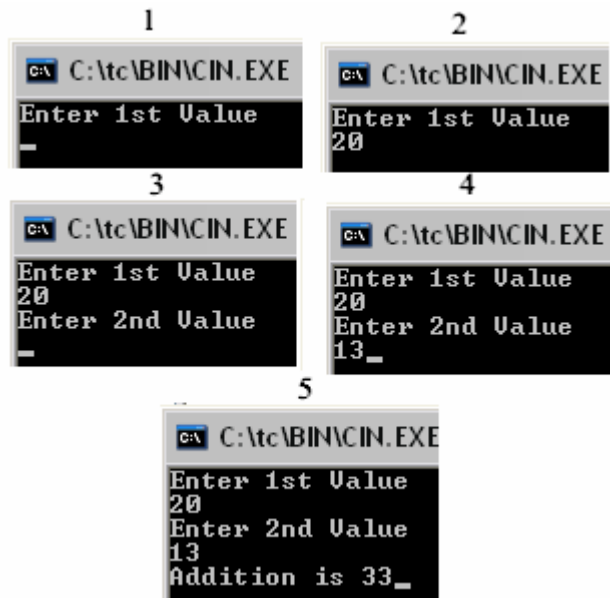 1
C:\tc\BIN\CIN.EXE
Enter 1st Value
2
C:\tc\BIN\CIN.EXE
Enter 1st Value
20
3
C:\tc\BIN\CIN.EXE
Enter 1st Value
20
Enter 2nd Value
4
C:\tc\BIN\CIN.EXE
Enter 1st Value
20
Enter 2nd Value
13_
5
C:\tc\BIN\CIN.EXE
Enter 1st Value
20
Enter 2nd Value
13
Addition is 33_